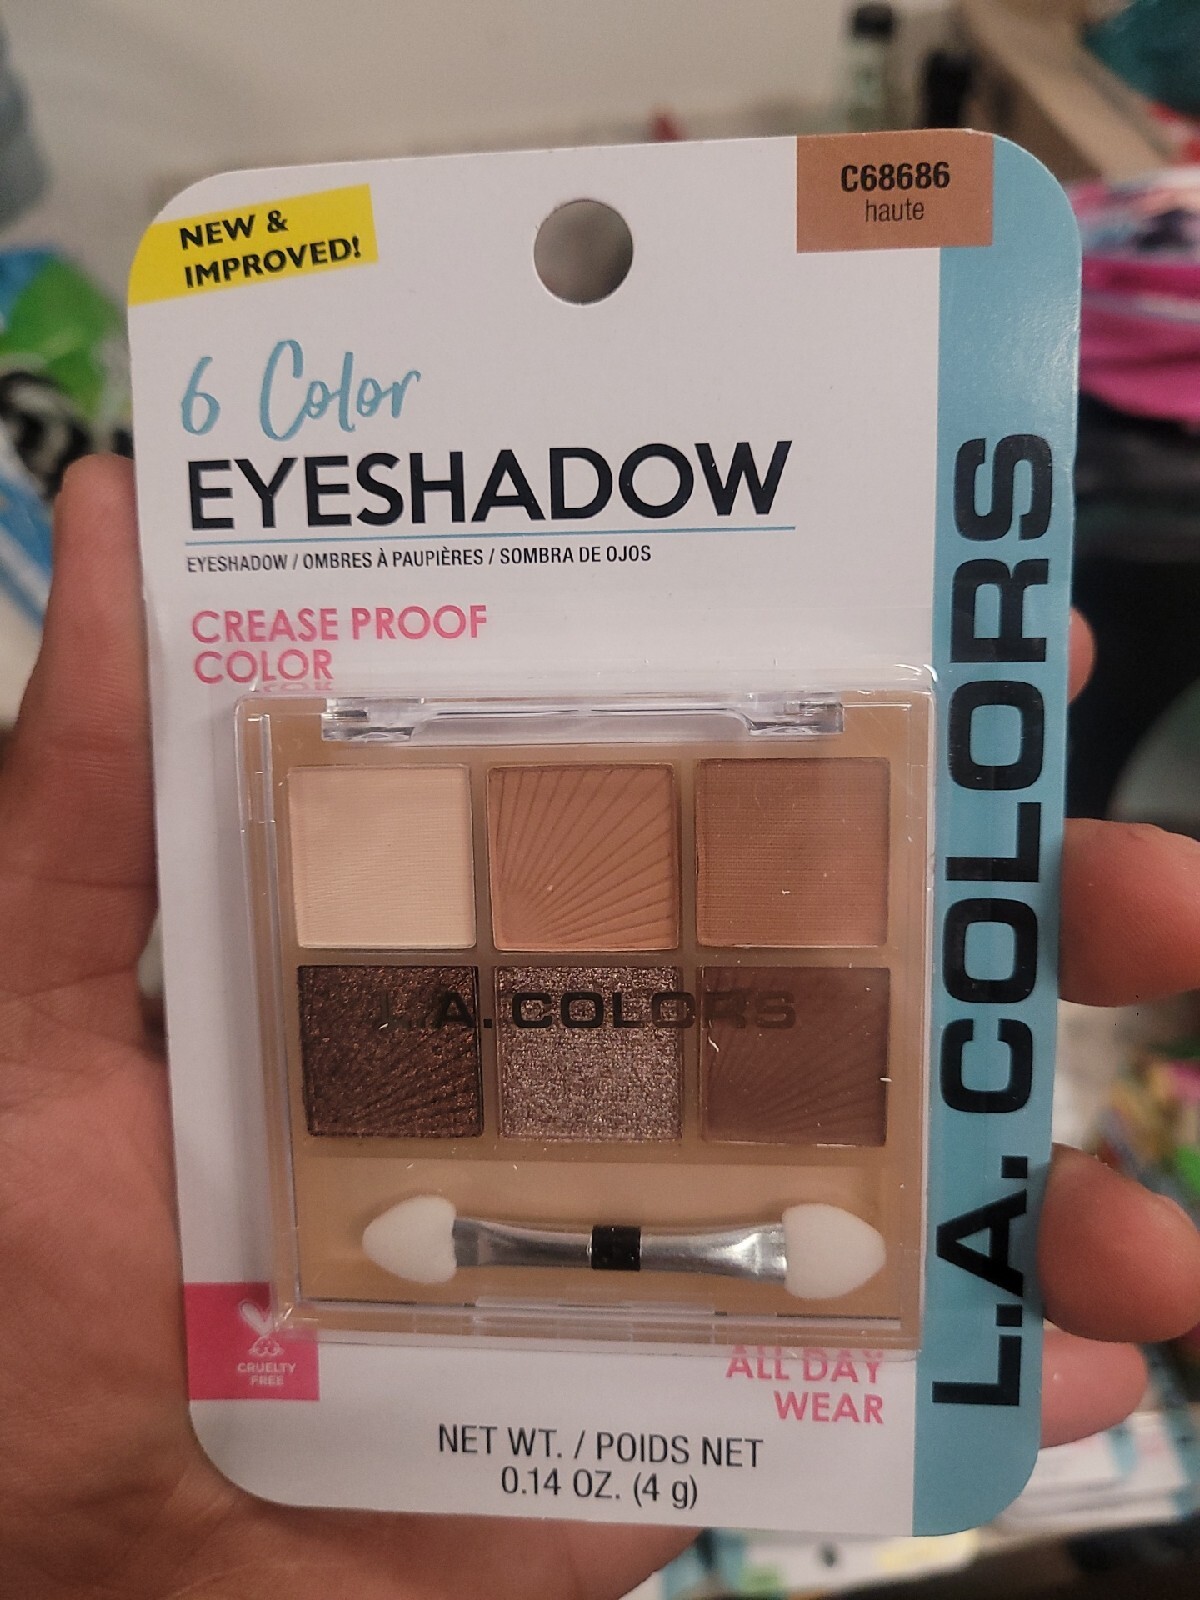 NEW &
IMPROVED!
C68686
haute
6 Color
EYESHADOW
EYESHADOW / OMBRES À PAUPIÈRES / SOMBRA DE OJOS
CREASE PROOF
COLOR
L.A. COLORS
L.A. COLORS
CRUELTY
FREE
ALL DAY
WEAR
NET WT. / POIDS NET
0.14 OZ. (4 g)